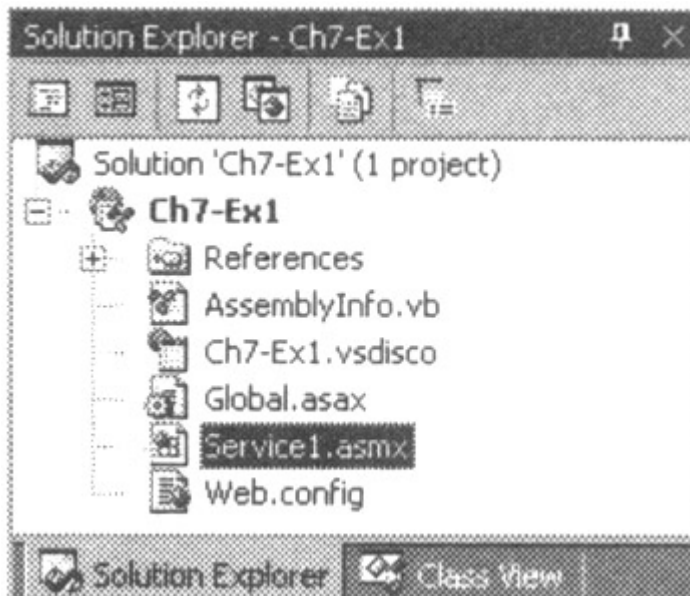 Solution Explorer - Ch7-Ex1
Solution 'Ch7-Ex1' (1 project)
Ch7-Ex1
References
AssemblyInfo.vb
Ch7-Ex1.vsdisco
Global.asax
Service1.asmx
Web.config
Solution Explorer
Class View